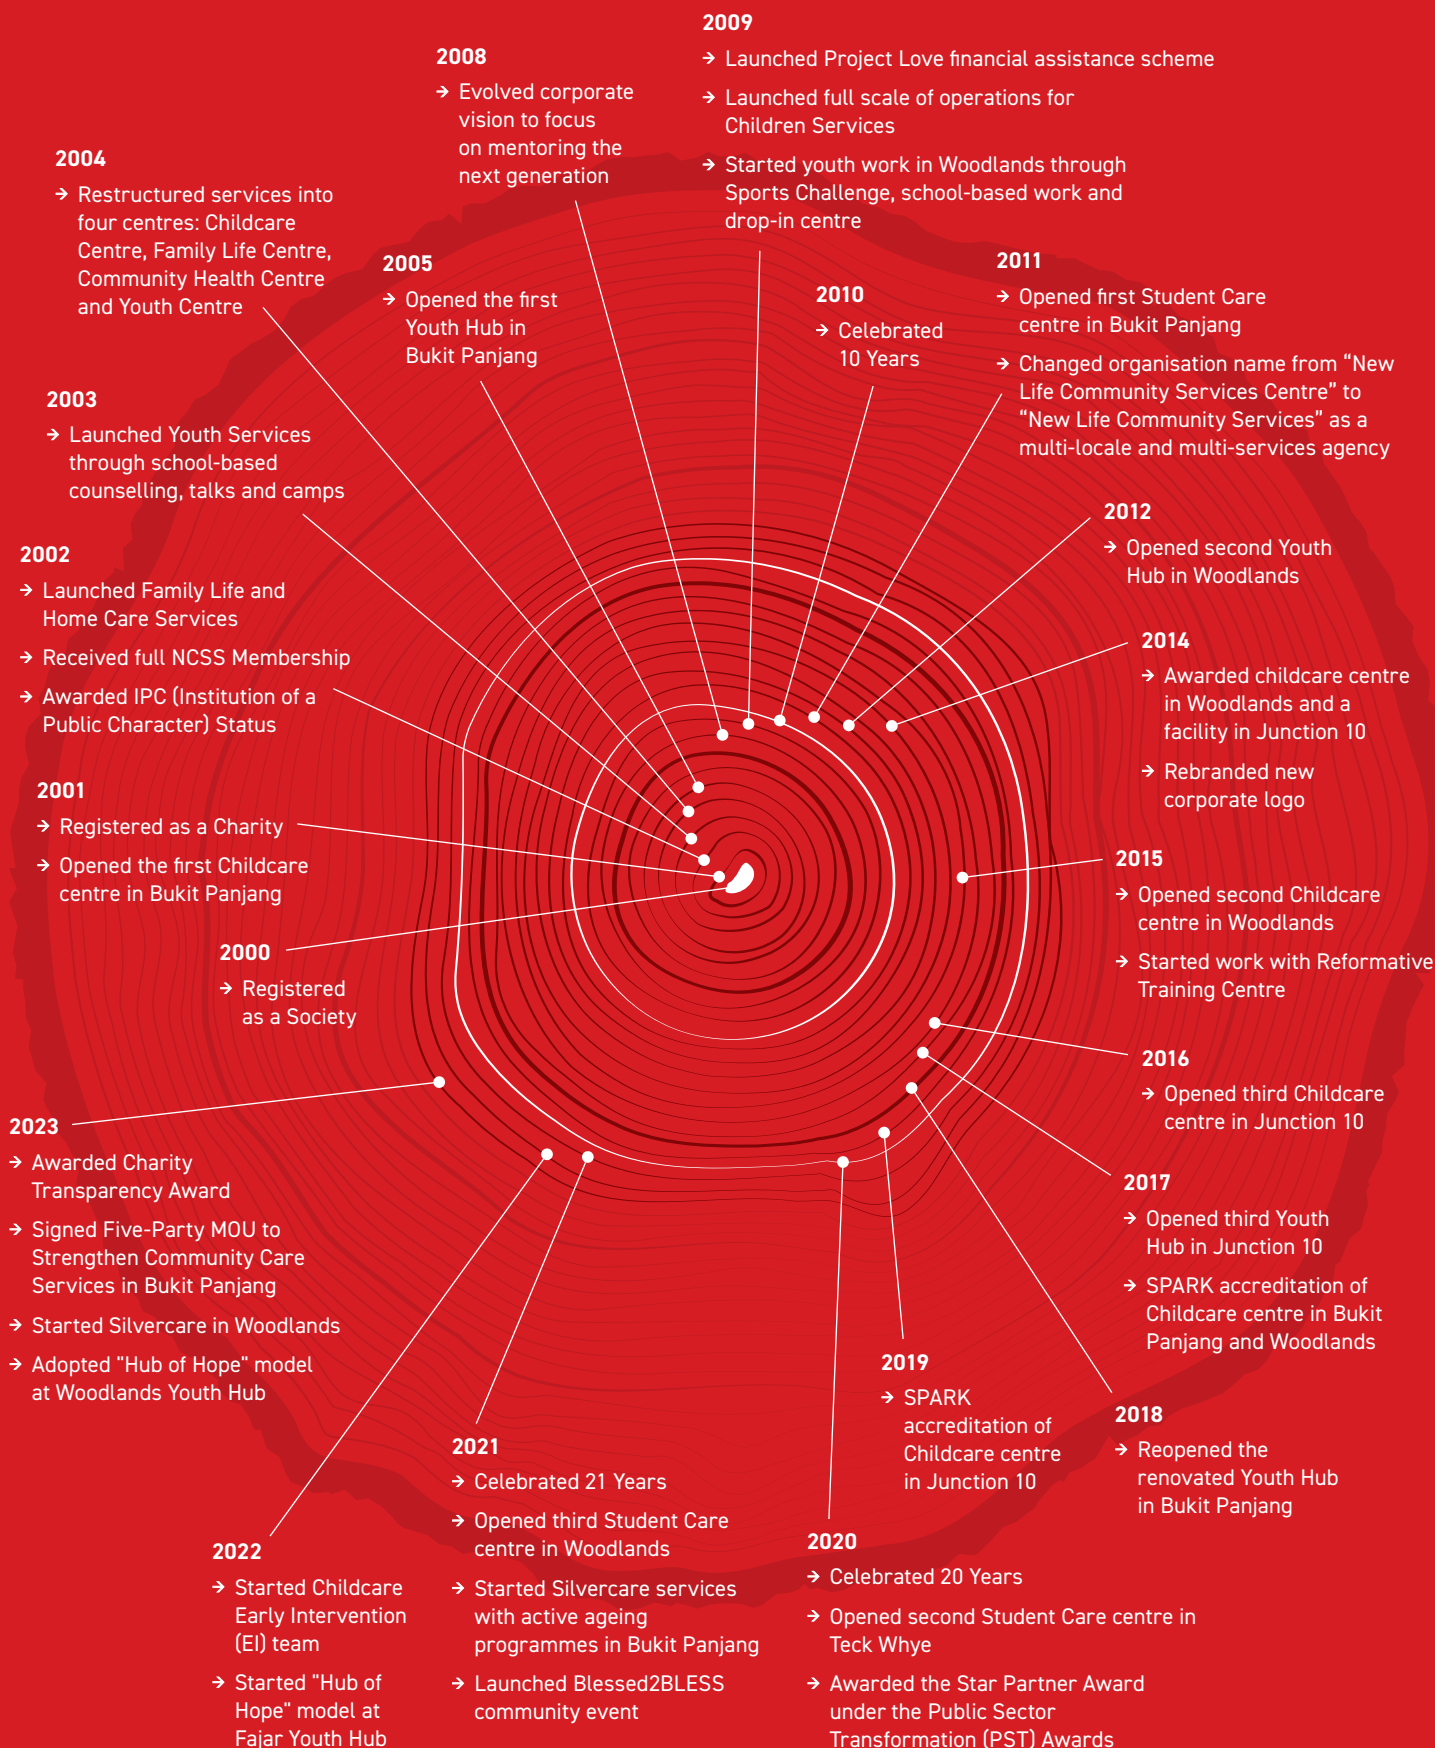 2009
→ Launched Project Love financial assistance scheme
→ Launched full scale of operations for
Children Services
→ Started youth work in Woodlands through
Sports Challenge, school-based work and
drop-in centre
2008
→ Evolved corporate
vision to focus
on mentoring the
next generation
2004
→ Restructured services into
four centres: Childcare
Centre, Family Life Centre,
Community Health Centre
and Youth Centre
2005
→ Opened the first
Youth Hub in
Bukit Panjang
2010
→ Celebrated
10 Years
2011
→ Opened first Student Care
centre in Bukit Panjang
→ Changed organisation name from “New
Life Community Services Centre” to
“New Life Community Services” as a
multi-locale and multi-services agency
2003
→ Launched Youth Services
through school-based
counselling, talks and camps
2012
→ Opened second Youth
Hub in Woodlands
2002
→ Launched Family Life and
Home Care Services
→ Received full NCSS Membership
→ Awarded IPC (Institution of a
Public Character) Status
2014
→ Awarded childcare centre
in Woodlands and a
facility in Junction 10
→ Rebranded new
corporate logo
2001
→ Registered as a Charity
→ Opened the first Childcare
centre in Bukit Panjang
2015
→ Opened second Childcare
centre in Woodlands
→ Started work with Reformative
Training Centre
2000
→ Registered
as a Society
2016
→ Opened third Childcare
centre in Junction 10
2023
→ Awarded Charity
Transparency Award
→ Signed Five-Party MOU to
Strengthen Community Care
Services in Bukit Panjang
→ Started Silvercare in Woodlands
→ Adopted "Hub of Hope" model
at Woodlands Youth Hub
2017
→ Opened third Youth
Hub in Junction 10
→ SPARK accreditation of
Childcare centre in Bukit
Panjang and Woodlands
2019
→ SPARK
accreditation of
Childcare centre
in Junction 10
2018
→ Reopened the
renovated Youth Hub
in Bukit Panjang
2021
→ Celebrated 21 Years
→ Opened third Student Care
centre in Woodlands
→ Started Silvercare services
with active ageing
programmes in Bukit Panjang
→ Launched Blessed2BLESS
community event
2022
→ Started Childcare
Early Intervention
(EI) team
→ Started "Hub of
Hope" model at
Fajar Youth Hub
2020
→ Celebrated 20 Years
→ Opened second Student Care centre in
Teck Whye
→ Awarded the Star Partner Award
under the Public Sector
Transformation (PST) Awards